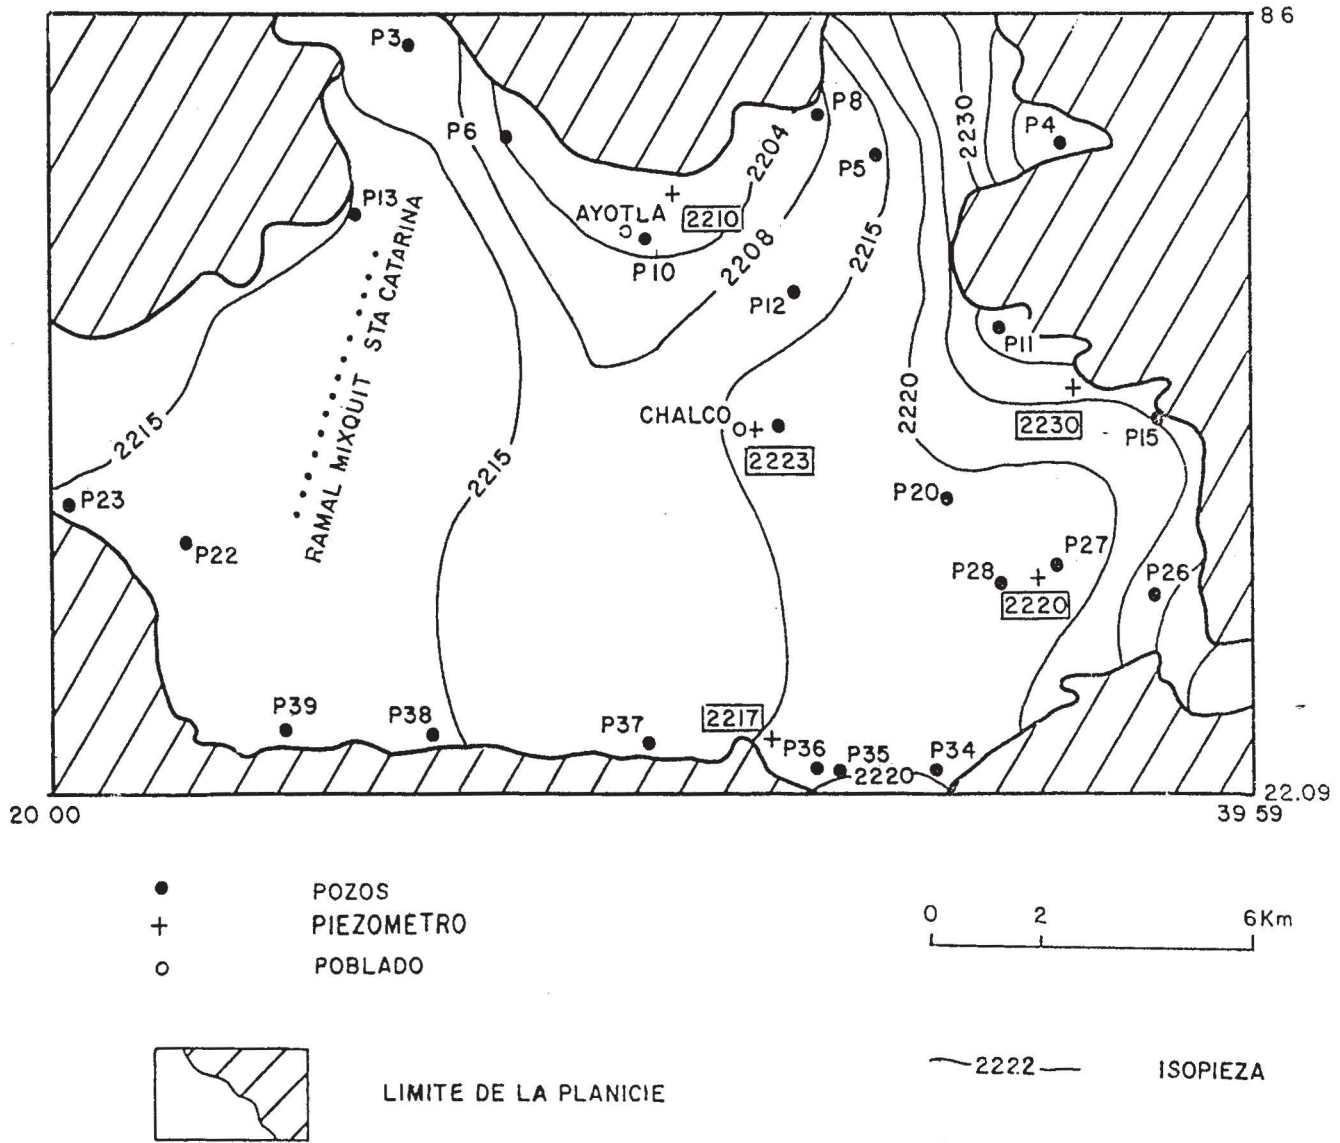 86
P3
P8
P6
P4
2230
2204
P5
P13
AYOTLA
2210
P10
2208
2215
P12
RAMAL MIXQUIT STA CATARINA
P11
2220
2215
CHALCO
2230
P15
2223
2215
P23
P20
P22
P27
P28
P26
2220
P39
P38
P37
2217
P36
P35
P34
2220
22.09
20 00
39 59
POZOS
PIEZOMETRO
POBLADO
0 2 6Km
LIMITE DE LA PLANICIE
2222
ISOPIEZA